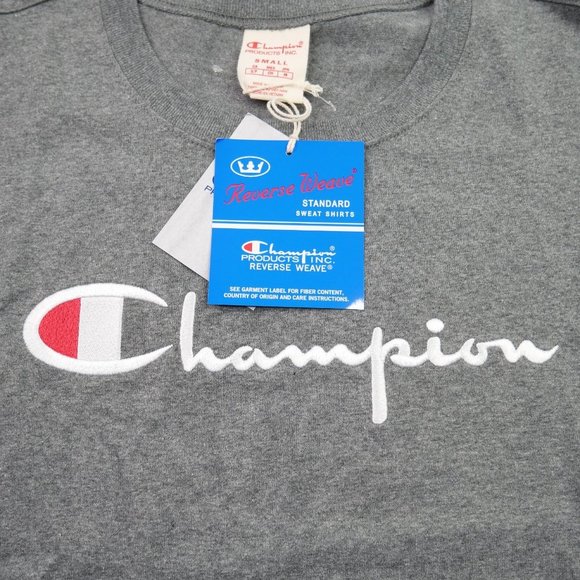 Champion
PRODUCTS INC.
SMALL
Reverse Weave®
STANDARD
SWEAT SHIRTS
Champion
PRODUCTS INC.
REVERSE WEAVE®
SEE GARMENT LABEL FOR FIBER CONTENT,
COUNTRY OF ORIGIN AND CARE INSTRUCTIONS.
Champion